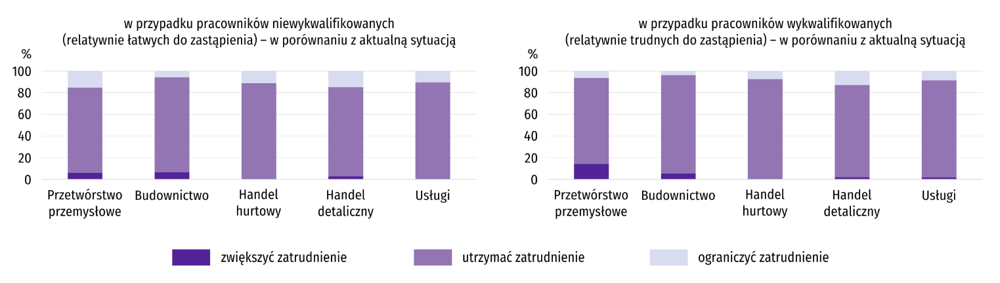 w przypadku pracowników niewykwalifikowanych
(relatywnie łatwych do zastąpienia) – w porównaniu z aktualną sytuacją
%
100
80
60
40
20
0
Przetwórstwo
przemysłowe
Budownictwo
Handel
hurtowy
Handel
detaliczny
Usługi
w przypadku pracowników wykwalifikowanych
(relatywnie trudnych do zastąpienia) – w porównaniu z aktualną sytuacją
%
100
80
60
40
20
0
Przetwórstwo
przemysłowe
Budownictwo
Handel
hurtowy
Handel
detaliczny
Usługi
zwiększyć zatrudnienie
utrzymać zatrudnienie
ograniczyć zatrudnienie